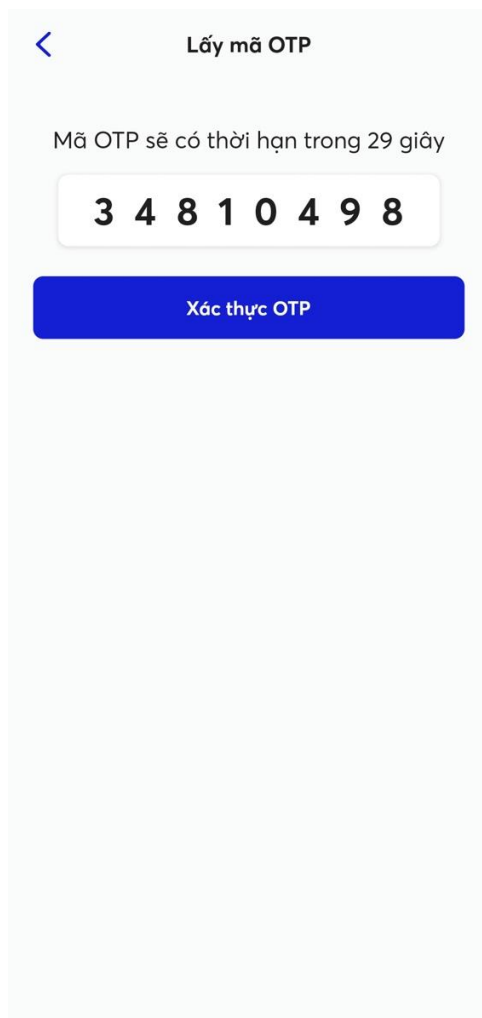 Lấy mã OTP
Mã OTP sẽ có thời hạn trong 29 giây
3 4 8 1 0 4 9 8
Xác thực OTP